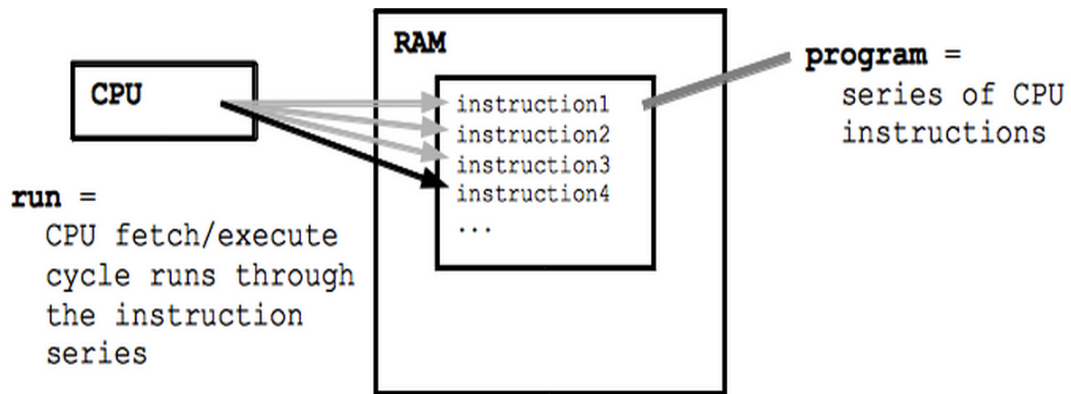 CPU
run =
CPU fetch/execute
cycle runs through
the instruction
series
RAM
instruction1
instruction2
instruction3
instruction4
...
program =
series of CPU
instructions